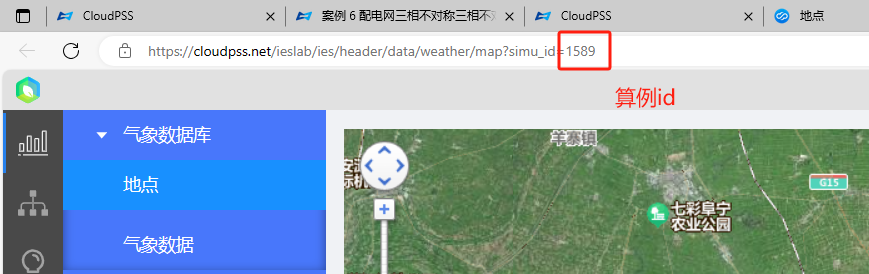 CloudPSS
案例 6 配电网三相不对称三相不对
CloudPSS
地点
https://cloudpss.net/ieslab/ies/header/data/weather/map?simu_id=1589
算例id
气象数据库
羊寨镇
地点
G15
七彩阜宁
农业公园
气象数据